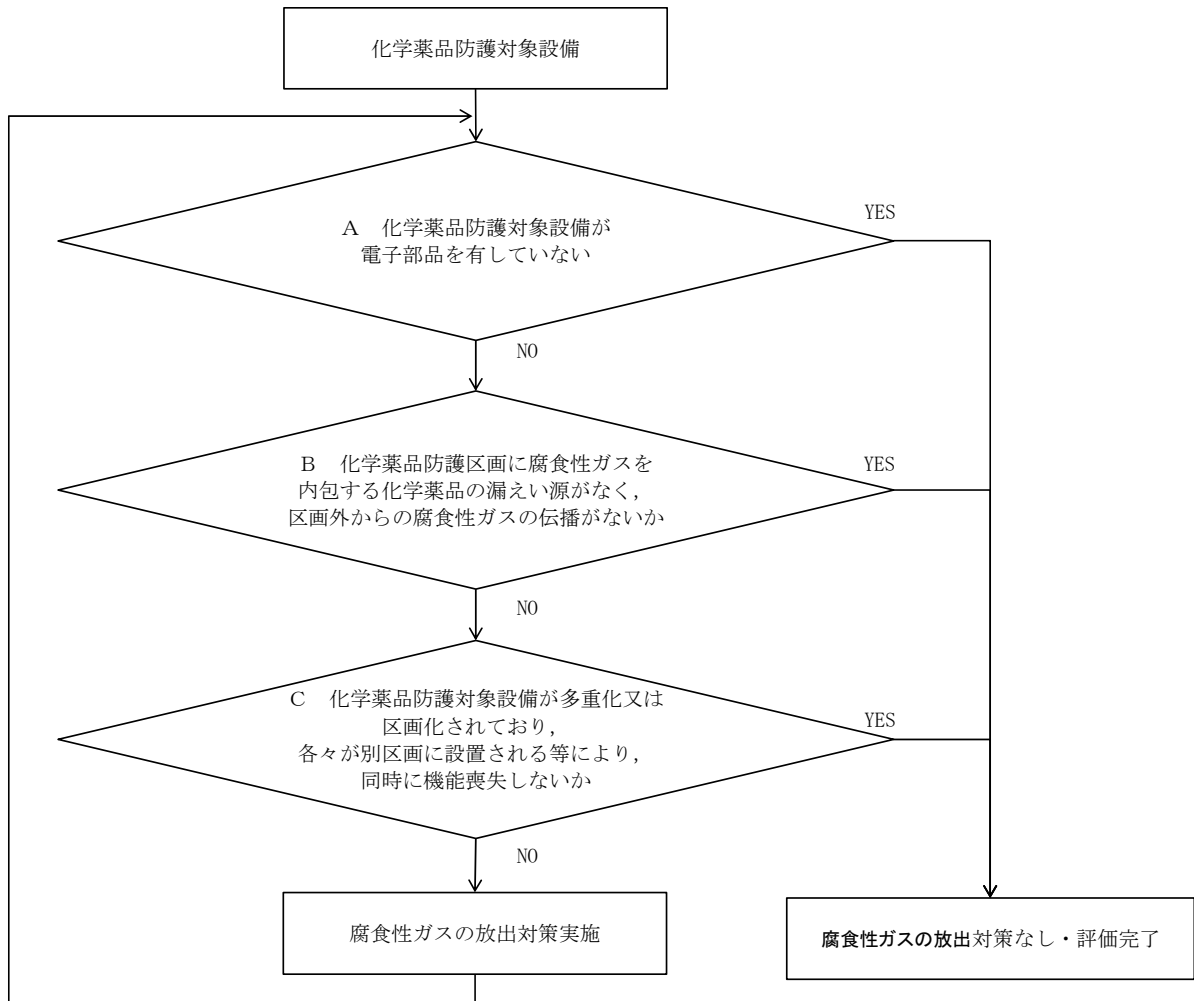 化学薬品防護対象設備
A　化学薬品防護対象設備が
電子部品を有していない
YES
NO
B　化学薬品防護区画に腐食性ガスを
内包する化学薬品の漏えい源がなく，
区画外からの腐食性ガスの伝播がないか
YES
NO
C　化学薬品防護対象設備が多重化又は
区画化されており，
各々が別区画に設置される等により，
同時に機能喪失しないか
YES
NO
腐食性ガスの放出対策実施
腐食性ガスの放出対策なし・評価完了